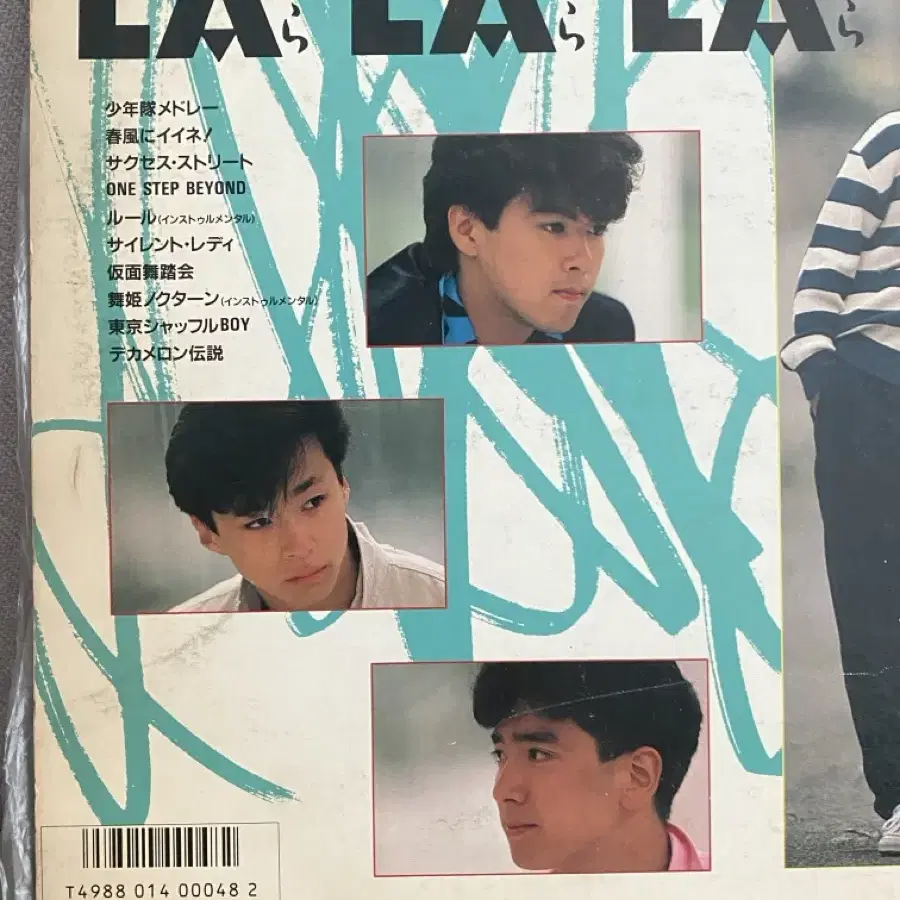 LAら LAら LAら
少年隊メドレー
春風にイイネ!
サクセス・ストリート
ONE STEP BEYOND
ルール(インストゥルメンタル)
サイレント・レディ
仮面舞踏会
舞姫ノクターン(インストゥルメンタル)
東京シャッフルBOY
デカメロン伝説
T4988 014 00048 2